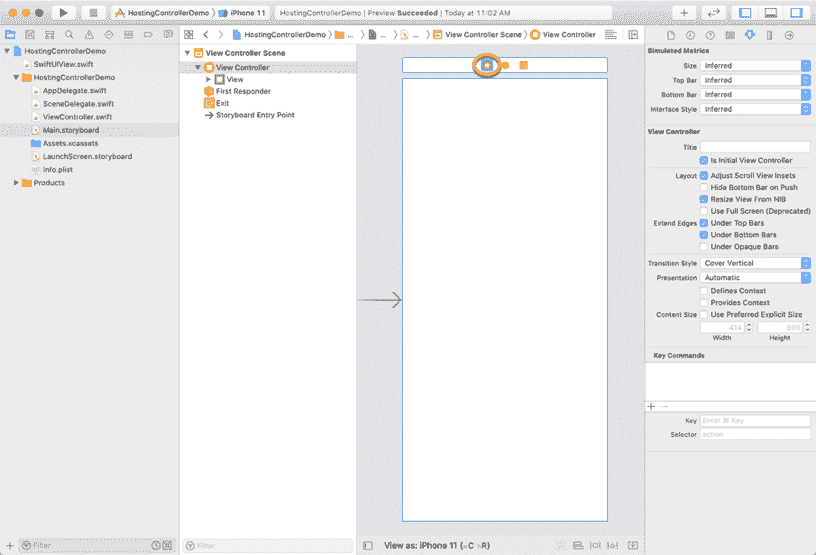 HostingControllerDemo
iPhone 11
HostingControllerDemo | Preview Succeeded | Today at 11:02 AM
HostingControllerDemo
SwiftUIView.swift
HostingControllerDemo
AppDelegate.swift
SceneDelegate.swift
ViewController.swift
Main.storyboard
Assets.xcassets
LaunchScreen.storyboard
Info.plist
Products
Filter
HostingControllerDemo
...
...
...
View Controller Scene
View Controller
View Controller Scene
View Controller
View
First Responder
Exit
Storyboard Entry Point
Filter
View as: iPhone 11 (wC hR)
Simulated Metrics
Size Inferred
Top Bar Inferred
Bottom Bar Inferred
Interface Style Inferred
View Controller
Title
Is Initial View Controller
Layout Adjust Scroll View Insets
Hide Bottom Bar on Push
Resize View From NIB
Use Full Screen (Deprecated)
Extend Edges Under Top Bars
Under Bottom Bars
Under Opaque Bars
Transition Style Cover Vertical
Presentation Automatic
Defines Context
Provides Context
Content Size Use Preferred Explicit Size
414 896
Width Height
Key Commands
Key Enter ⌘ Key
Selector action